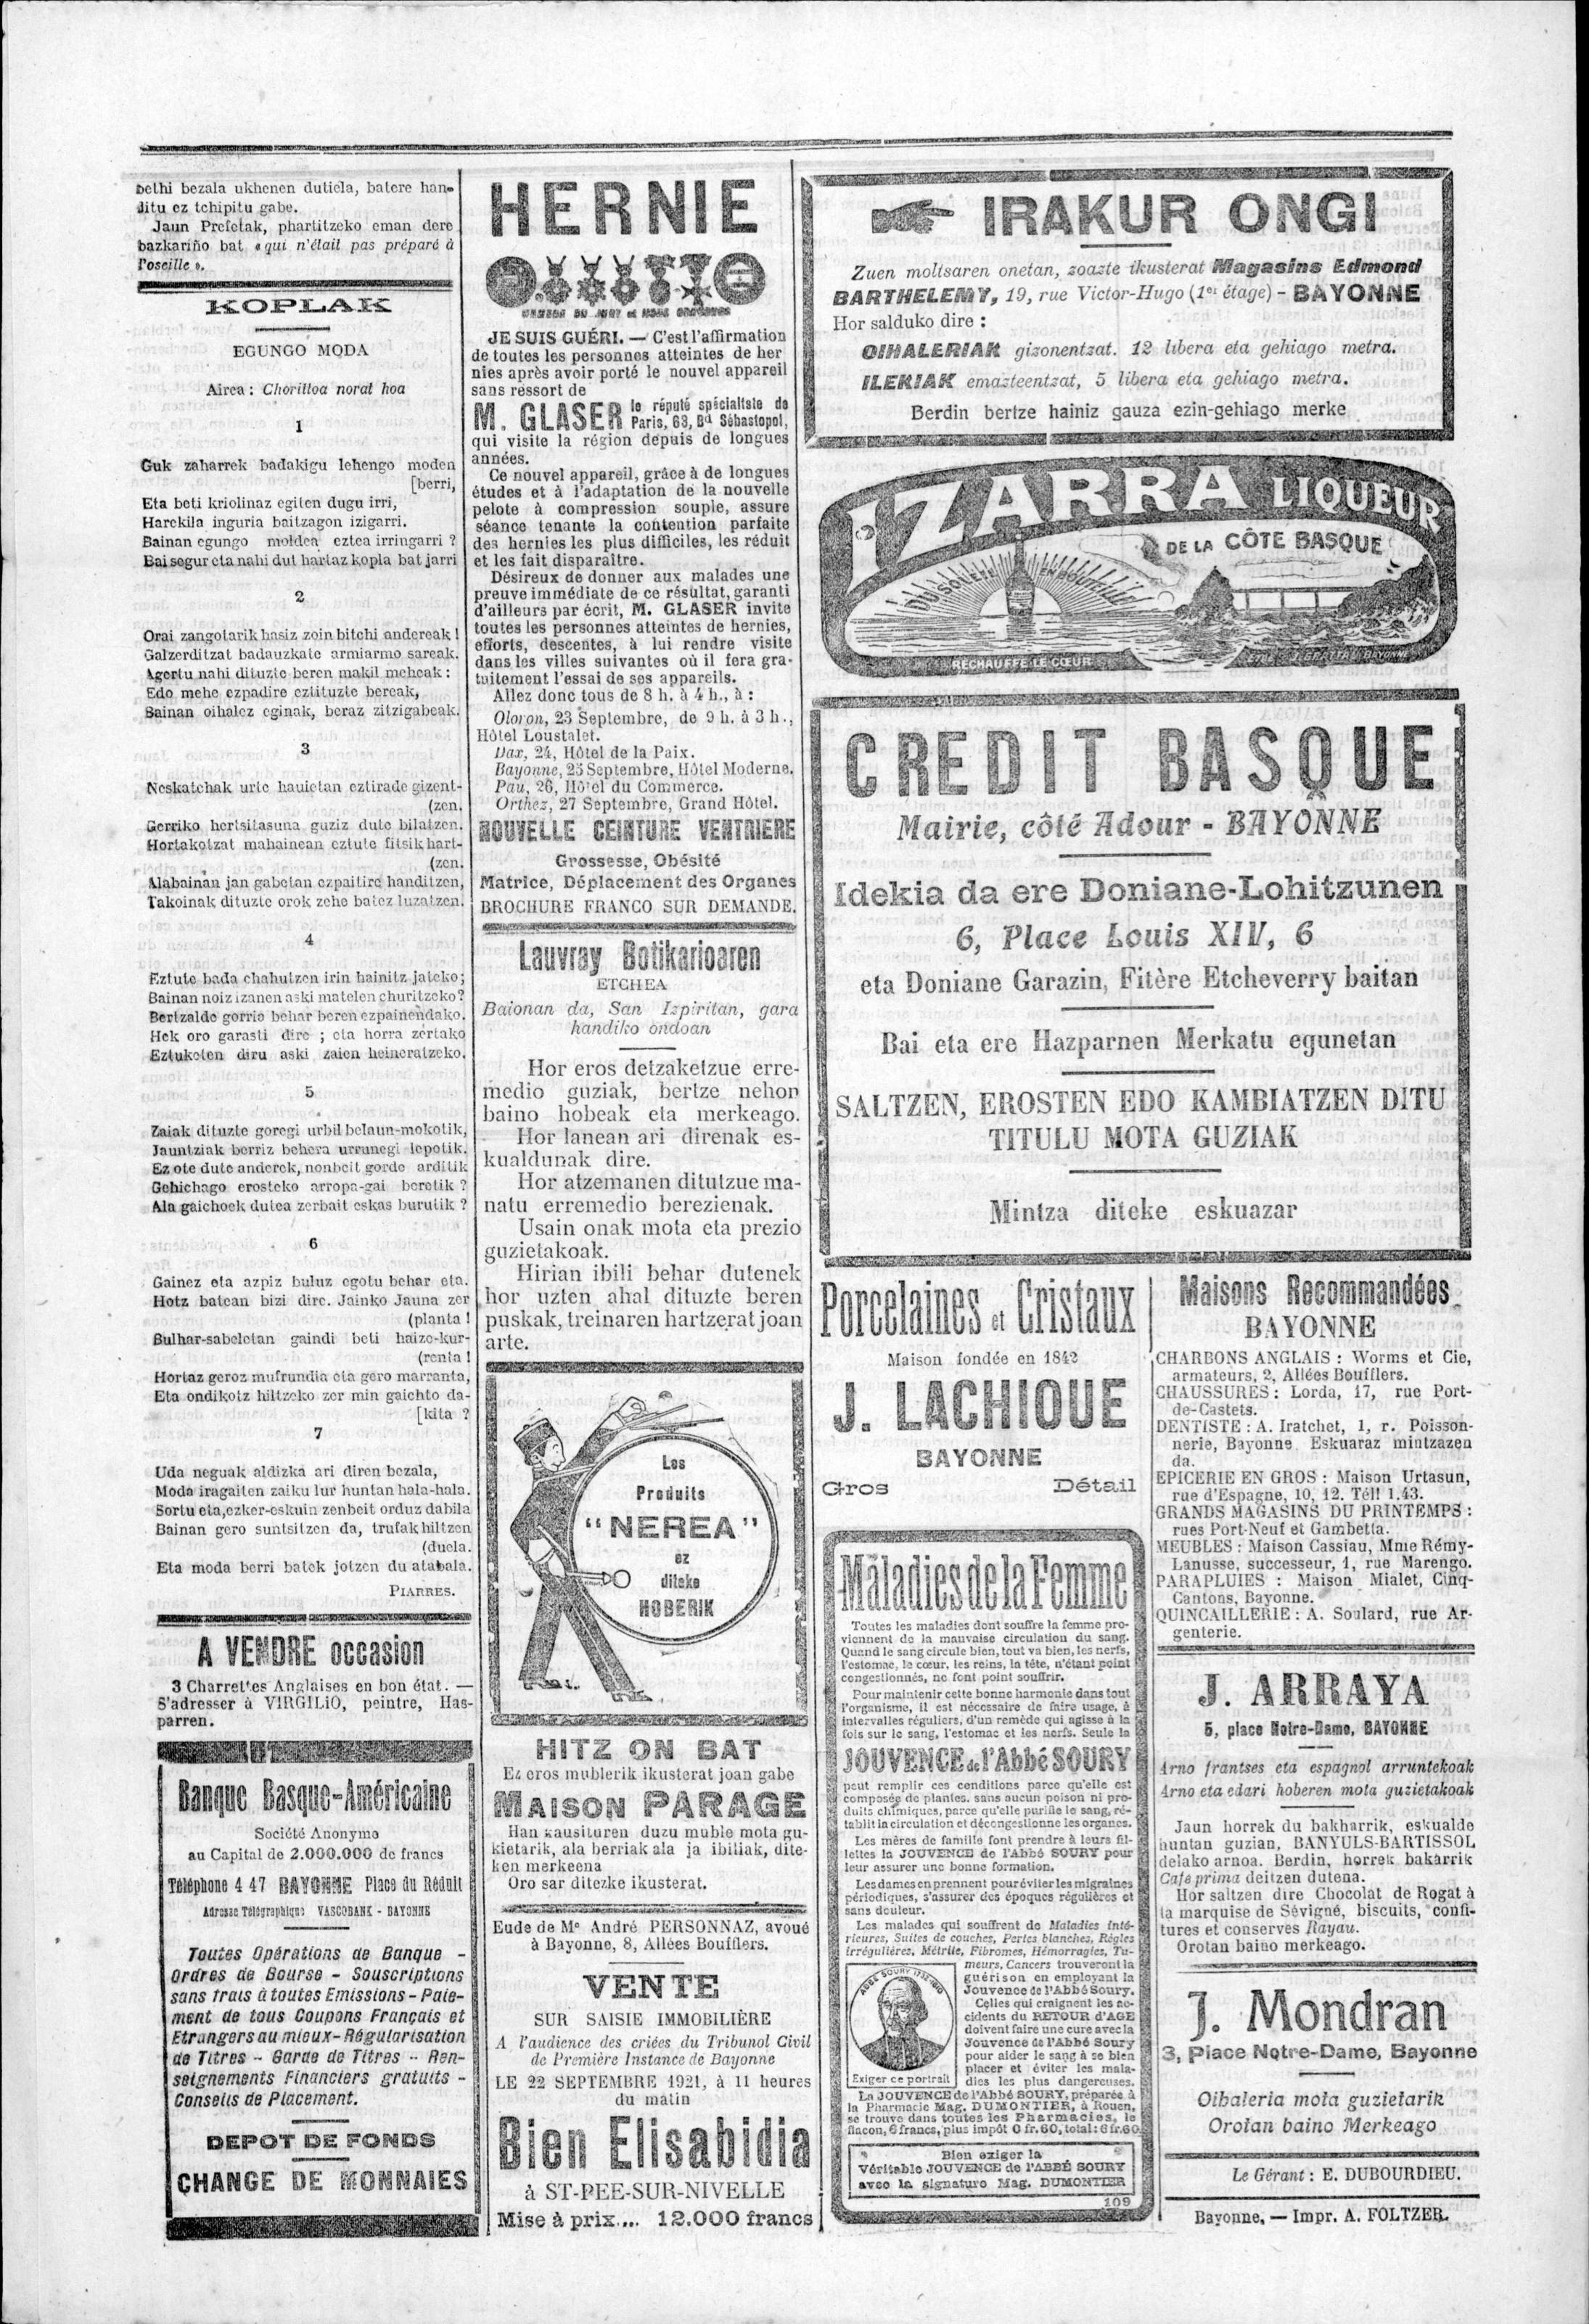 bethi bezala ukhenen dutiela, batere han-
ditu ez tchipitu gabe.
Jaun Prefetak, phartitzeko eman dere
bazkariño bat « qui n'était pas préparé à
l'oseille ».
KOPLAK
EGUNGO MODA
Airea : Choriñoa norat hoa
1
Guk zaharrek badakigu lehengo moden
[berri,
Eta beti kriolinaz egiten dugu irri,
Harekila inguria baitzagon izigarri.
Bainan egungo moldea eztea irringarri ?
Bai segur eta nahi dut hartaz kopla bat jarri
2
Orai zangotarik hasiz zoin bitchi andereak !
Galzerditzat badauzkate armiarmo sareak.
Agertu nahi dituzte beren makil meheak :
Edo mehe ezpadire eztituzte bereak,
Bainan oihalez eginak, beraz zitzigabeak.
3
Neskatchak urte hauietan eztirade gizent-
(zen.
Gerriko hertsitasuna guziz dute bilatzen.
Hortakotzat mahainean eztute fitsik hart-
(zen.
Alabainan jan gabetan ezpaitire handitzen,
Takoinak dituzte orok zehe batez luzatzen.
4
Eztute bada chahutzen irin hainitz jateko;
Bainan noiz izanen aski matelen churitzeko?
Bertzalde gorrie behar beren ezpainendako.
Hek oro garasti dire ; eta horra zertako
Eztuketen diru aski zaien heineratzeko.
5
Zaiak dituzte goregi urbil belaun-mokotik,
Jauntziak berriz behera urrunegi lepotik.
Ez ote dute anderek, nonbeit gorde arditik
Gehichago erosteko arropa-gai beretik ?
Ala gaichoek dutea zerbait eskas burutik ?
6
Gainez eta azpiz buluz egotu behar eta.
Hotz batean bizi dire. Jainko Jauna zer
(planta !
Bulhar-sabeletan gaindi beti haize-kur-
(renta !
Hortaz geroz mufrundia eta gero marranta,
Eta ondikotz hiltzeko zer min gaichto da-
[kita ?
7
Uda neguak aldizka ari diren bezala,
Moda iragaiten zaiku lur huntan hala-hala.
Sortu eta,ezker-eskuin zenbeit orduz dabila
Bainan gero suntsitzen da, trufak hiltzen
(duela.
Eta moda berri batek jotzen du atabala.
PIARRES.
A VENDRE occasion
3 Charrettes Anglaises en bon état. —
S'adresser à VIRGILIO, peintre, Has-
parren.
Banque Basque-Américaine
Société Anonyme
au Capital de 2.000.000 de francs
Téléphone 4 47 BAYONNE Place du Réduit
Adresse Télégraphique VASCOBANK - BAYONNE
Toutes Opérations de Banque -
Ordres de Bourse - Souscriptions
sans frais à toutes Emissions - Paie-
ment de tous Coupons Français et
Etrangers au mieux - Régularisation
de Titres - Garde de Titres - Ren-
seignements Financiers gratuits -
Conseils de Placement.
DEPOT DE FONDS
CHANGE DE MONNAIES
HERNIE
MEMBRE DU JURY et HORS CONCOURS
JE SUIS GUÉRI. — C'est l'affirmation
de toutes les personnes atteintes de her
nies après avoir porté le nouvel appareil
sans ressort de
M. GLASER le réputé spécialiste de
Paris, 63, Bd Sébastopol,
qui visite la région depuis de longues
années.
Ce nouvel appareil, grâce à de longues
études et à l'adaptation de la nouvelle
pelote à compression souple, assure
séance tenante la contention parfaite
des hernies les plus difficiles, les réduit
et les fait disparaître.
Désireux de donner aux malades une
preuve immédiate de ce résultat, garanti
d'ailleurs par écrit, M. GLASER invite
toutes les personnes atteintes de hernies,
efforts, descentes, à lui rendre visite
dans les villes suivantes où il fera gra-
tuitement l'essai de ses appareils.
Allez donc tous de 8 h. à 4 h., à :
Oloron, 23 Septembre, de 9 h. à 3 h.,
Hôtel Loustalet.
Dax, 24, Hôtel de la Paix.
Bayonne, 25 Septembre, Hôtel Moderne.
Pau, 26, Hôtel du Commerce.
Orthez, 27 Septembre, Grand Hôtel.
NOUVELLE CEINTURE VENTRIERE
Grossesse, Obésité
Matrice, Déplacement des Organes
BROCHURE FRANCO SUR DEMANDE.
Lauvray Botikarioaren
ETCHEA
Baionan da, San Izpiritan, gara
handiko ondoan
Hor eros detzaketzue erre-
medio guziak, bertze nehon
baino hobeak eta merkeago.
Hor lanean ari direnak es-
kualdunak dire.
Hor atzemanen ditutzue ma-
natu erremedio berezienak.
Usain onak mota eta prezio
guzietakoak.
Hirian ibili behar dutenek
hor uzten ahal dituzte beren
puskak, treinaren hartzerat joan
arte.
Les
Produits
"NEREA"
ez
diteke
HOBERIK
HITZ ON BAT
Ez eros mublerik ikusterat joan gabe
MAISON PARAGE
Han kausituren duzu muble mota gu-
kietarik, ala berriak ala ja ibiliak, dite-
ken merkeena
Oro sar ditezke ikusterat.
Eude de Me André PERSONNAZ, avoué
à Bayonne, 8, Allées Boufflers.
VENTE
SUR SAISIE IMMOBILIÈRE
A l'audience des criées du Tribunol Civil
de Première Instance de Bayonne
LE 22 SEPTEMBRE 1921, à 11 heures
du matin
Bien Elisabidia
à ST-PEE-SUR-NIVELLE
Mise à prix.... 12.000 francs
IRAKUR ONGI
Zuen moltsaren onetan, zoazte ikusterat Magasins Edmond
BARTHELEMY, 19, rue Victor-Hugo (1er étage) - BAYONNE
Hor salduko dire :
OIHALERIAK gizonentzat. 12 libera eta gehiago metra.
ILEKIAK emazteentzat, 5 libera eta gehiago metra.
Berdin bertze hainiz gauza ezin-gehiago merke
IZARRA LIQUEUR
DE LA CÔTE BASQUE
DU SOLEIL EN BOUTEILLE
RECHAUFFE LE CŒUR
CREDIT BASQUE
Mairie, côté Adour - BAYONNE
Idekia da ere Doniane-Lohitzunen
6, Place Louis XIV, 6
eta Doniane Garazin, Fitère Etcheverry baitan
Bai eta ere Hazparnen Merkatu egunetan
SALTZEN, EROSTEN EDO KAMBIATZEN DITU
TITULU MOTA GUZIAK
Mintza diteke eskuazar
Porcelaines et Cristaux
Maison fondée en 1842
J. LACHIQUE
BAYONNE
Gros Détail
Maladies de la Femme
Toutes les maladies dont souffre la femme pro-
viennent de la mauvaise circulation du sang.
Quand le sang circule bien, tout va bien, les nerfs,
l'estomac, le cœur, les reins, la tête, n'étant point
congestionnés, ne font point souffrir.
Pour maintenir cette bonne harmonie dans tout
l'organisme, il est nécessaire de faire usage, à
intervalles réguliers, d'un remède qui agisse à la
fois sur le sang, l'estomac et les nerfs. Seule la
JOUVENCE de l'Abbé SOURY
peut remplir ces conditions parce qu'elle est
composée de plantes, sans aucun poison ni pro-
duits chimiques, parce qu'elle purifie le sang, ré-
tablit la circulation et décongestionne les organes.
Les mères de famille font prendre à leurs fil-
lettes la JOUVENCE de l'Abbé SOURY pour
leur assurer une bonne formation.
Les dames en prennent pour éviter les migraines
périodiques, s'assurer des époques régulières et
sans douleur.
Les malades qui souffrent de Maladies inté-
rieures, Suites de couches, Pertes blanches, Règles
irrégulières, Métrite, Fibromes, Hémorragies, Tu-
meurs, Cancers trouveront la
guérison en employant la
Jouvence de l'Abbé Soury.
Celles qui craignent les ac-
cidents du RETOUR d'AGE
doivent faire une cure avec la
Jouvence de l'Abbé Soury
pour aider le sang à se bien
placer et éviter les mala-
dies les plus dangereuses.
ABBÉ SOURY
Exiger ce portrait
La JOUVENCE de l'Abbé SOURY, préparée à
la Pharmacie Mag. DUMONTIER, à Rouen,
se trouve dans toutes les Pharmacies, le
flacon, 6 francs, plus impôt 0 fr. 60, total : 6 fr. 60
Bien exiger la
Véritable JOUVENCE de l'ABBÉ SOURY
avec la signature Mag. DUMONTIER
109
Maisons Recommandées
BAYONNE
CHARBONS ANGLAIS : Worms et Cie,
armateurs, 2, Allées Boufflers.
CHAUSSURES : Lorda, 17, rue Port-
de-Castets.
DENTISTE : A. Iratchet, 1, r. Poisson-
nerie, Bayonne. Eskuaraz mintzazen
da.
EPICERIE EN GROS : Maison Urtasun,
rue d'Espagne, 10, 12. Téll 1.43.
GRANDS MAGASINS DU PRINTEMPS :
rues Port-Neuf et Gambetta.
MEUBLES : Maison Cassiau, Mme Rémy-
Lanusse, successeur, 1, rue Marengo.
PARAPLUIES : Maison Mialet, Cinq-
Cantons, Bayonne.
QUINCAILLERIE : A. Soulard, rue Ar-
genterie.
J. ARRAYA
5, place Notre-Dame, BAYONNE
Arno frantses eta espagnol arruntekoak
Arno eta edari hoberen mota guzietakoak
Jaun horrek du bakharrik, eskualde
huntan guzian, BANYULS-BARTISSOL
delako arnoa. Berdin, horrek bakarrik
Café prima deitzen dutena.
Hor saltzen dire Chocolat de Rogat à
la marquise de Sévigné, biscuits, confi-
tures et conserves Rayau.
Orotan baino merkeago.
J. Mondran
3, Place Notre-Dame, Bayonne
Oihaleria mota guzietarik
Orotan baino Merkeago
Le Gérant : E. DUBOURDIEU.
Bayonne, — Impr. A. FOLTZER.